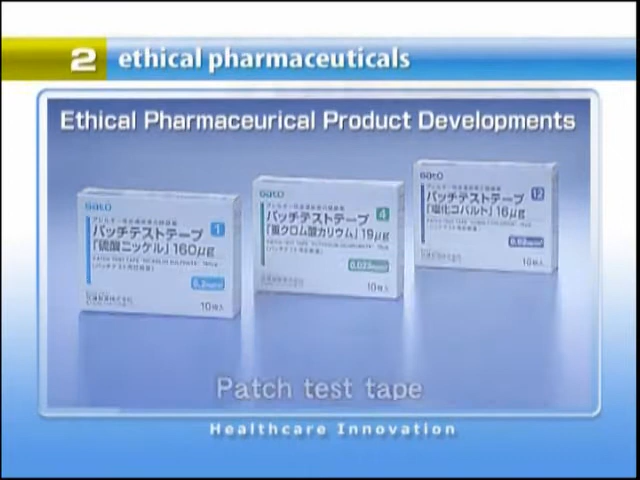 2 ethical pharmaceuticals
Ethical Pharmaceurical Product Developments
sato
パッチテストテープ 1
「硫酸ニッケル」160μg
10枚入
sato
パッチテストテープ 4
「重クロム酸カリウム」19μg
10枚入
sato
パッチテストテープ 12
「塩化コバルト」16μg
10枚入
Patch test tape
Healthcare Innovation